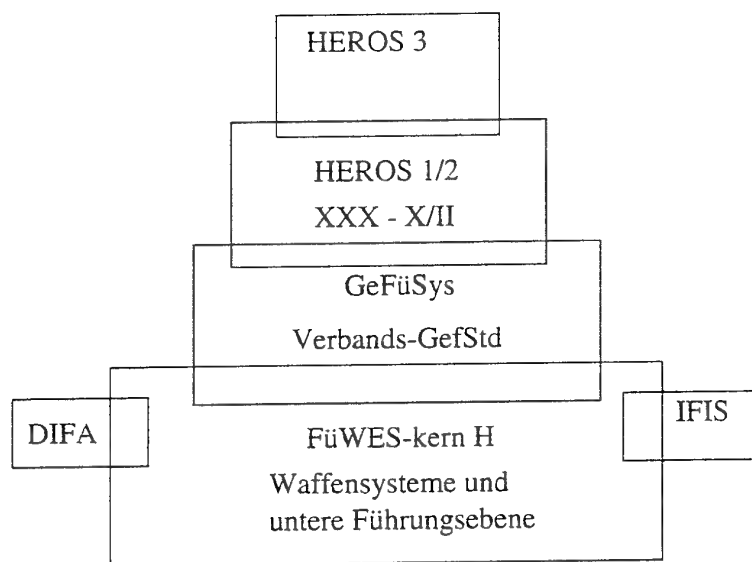 HEROS 3
HEROS 1/2
XXX - X/II
GeFüSys
Verbands-GefStd
DIFA
FüWES-kern H
IFIS
Waffensysteme und
untere Führungsebene